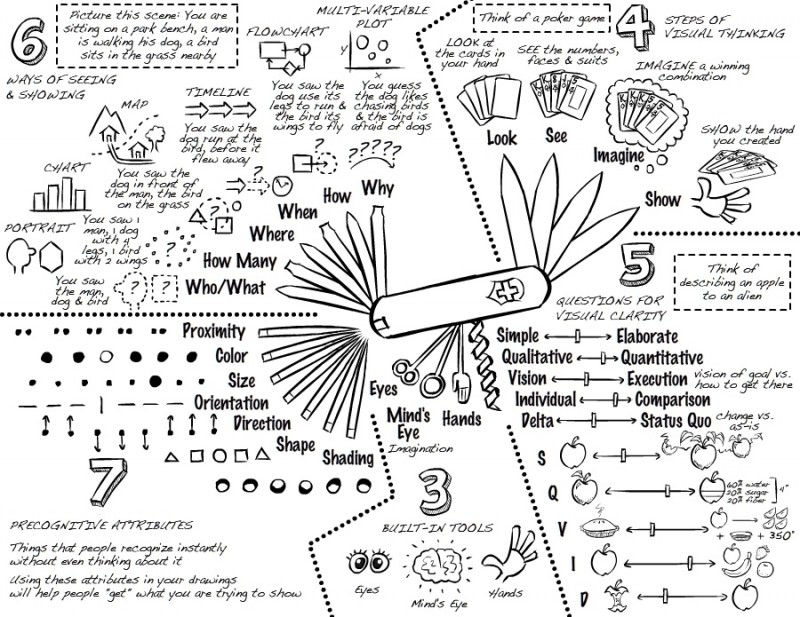 6
Picture this scene: You are
sitting on a park bench, a man
is walking his dog, a bird
sits in the grass nearby
WAYS OF SEEING
& SHOWING
FLOWCHART
MULTI-VARIABLE
PLOT
Y
X
You saw the
dog use its
legs to run &
the bird its
wings to fly
You guess
the dog likes
chasing birds
& the bird is
afraid of dogs
TIMELINE
You saw the
dog run at the
bird, before it
flew away
MAP
You saw the
dog in front of
the man, the bird
on the grass
CHART
You saw 1
man, 1 dog
with 4
legs, 1 bird
with 2 wings
PORTRAIT
You saw
the man,
dog & bird
?
?
?
?
?
?
? ? ? ?
Why
How
When
Where
How Many
Who/What
Think of a poker game
4
STEPS OF
VISUAL THINKING
LOOK at
the cards in
your hand
SEE the numbers,
faces & suits
IMAGINE a winning
combination
SHOW the hand
you created
Look
See
Imagine
Show
5
Think of
describing an apple
to an alien
QUESTIONS FOR
VISUAL CLARITY
Simple
Elaborate
Qualitative
Quantitative
Vision
Execution
vision of goal vs.
how to get there
Individual
Comparison
Delta
Status Quo
change vs.
as-is
S
Q
60% water
20% sugar
20% fiber
4"
V
+ + 350°
I
D
Proximity
Color
Size
Orientation
Direction
Shape
Shading
7
PRECOGNITIVE ATTRIBUTES
Things that people recognize instantly
without even thinking about it
Using these attributes in your drawings
will help people "get" what you are trying to show
Eyes
Mind's
Eye
Imagination
Hands
3
BUILT-IN TOOLS
Eyes
Mind's Eye
Hands